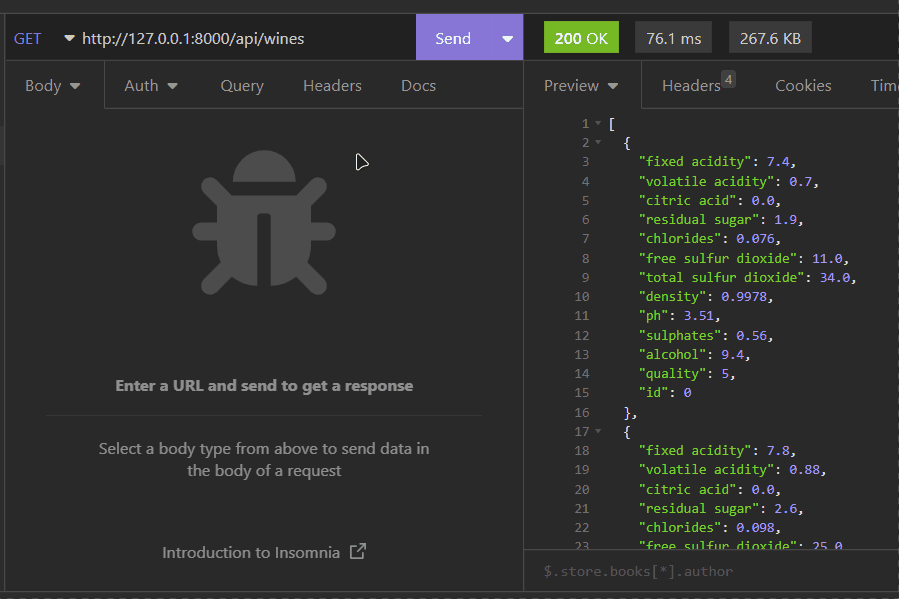 GET http://127.0.0.1:8000/api/wines Send 200 OK 76.1 ms 267.6 KB
Body Auth Query Headers Docs
Preview Headers 4 Cookies
Enter a URL and send to get a response
Select a body type from above to send data in
the body of a request
Introduction to Insomnia
1 [
2 {
3 "fixed acidity": 7.4,
4 "volatile acidity": 0.7,
5 "citric acid": 0.0,
6 "residual sugar": 1.9,
7 "chlorides": 0.076,
8 "free sulfur dioxide": 11.0,
9 "total sulfur dioxide": 34.0,
10 "density": 0.9978,
11 "ph": 3.51,
12 "sulphates": 0.56,
13 "alcohol": 9.4,
14 "quality": 5,
15 "id": 0
16 },
17 {
18 "fixed acidity": 7.8,
19 "volatile acidity": 0.88,
20 "citric acid": 0.0,
21 "residual sugar": 2.6,
22 "chlorides": 0.098,
23 "free sulfur dioxide": 25.0
$.store.books[*].author